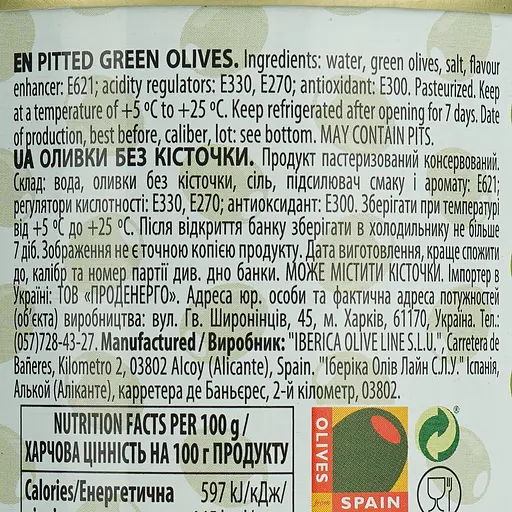 EN PITTED GREEN OLIVES. Ingredients: water, green olives, salt, flavour
enhancer: E621; acidity regulators: E330, E270; antioxidant: E300. Pasteurized. Keep
at a temperature of +5 ºC to +25 ºC. Keep refrigerated after opening for 7 days. Date
of production, best before, caliber, lot: see bottom. MAY CONTAIN PITS.
UA ОЛИВКИ БЕЗ КІСТОЧКИ. Продукт пастеризований консервований.
Склад: вода, оливки без кісточки, сіль, підсилювач смаку і аромату: Е621;
регулятори кислотності: Е330, Е270; антиоксидант: Е300. Зберігати при температурі
від +5 ºС до +25 ºС. Після відкриття банку зберігати в холодильнику не більше
7 діб. Зображення не є точною копією продукту. Дата виготовлення, краще спожити
до, калібр та номер партії див. дно банки. МОЖЕ МІСТИТИ КІСТОЧКИ. Імпортер в
Україні: ТОВ «ПРОДЕНЕРГО». Адреса юр. особи та фактична адреса потужностей
(об'єкта) виробництва: вул. Гв. Широнінців, 45, м. Харків, 61170, Україна. Тел.:
(057)728-43-27. Manufactured / Виробник: "IBERICA OLIVE LINE S.L.U.", Carretera de
Bañeres, Kilometro 2, 03802 Alcoy (Alicante), Spain. "Іберіка Олів Лайн С.Л.У." Іспанія,
Алькой (Аліканте), карретера де Баньєрес, 2-й кілометр, 03802.
NUTRITION FACTS PER 100 g /
ХАРЧОВА ЦІННІСТЬ НА 100 г ПРОДУКТУ
Calories/Енергетична 597 kJ/кДж/
OLIVES
from SPAIN